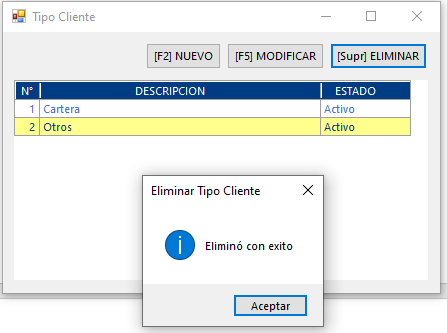 Tipo Cliente
[F2] NUEVO [F5] MODIFICAR [Supr] ELIMINAR
N° DESCRIPCION ESTADO
1 Cartera Activo
2 Otros Activo
Eliminar Tipo Cliente
Eliminó con exito
Aceptar